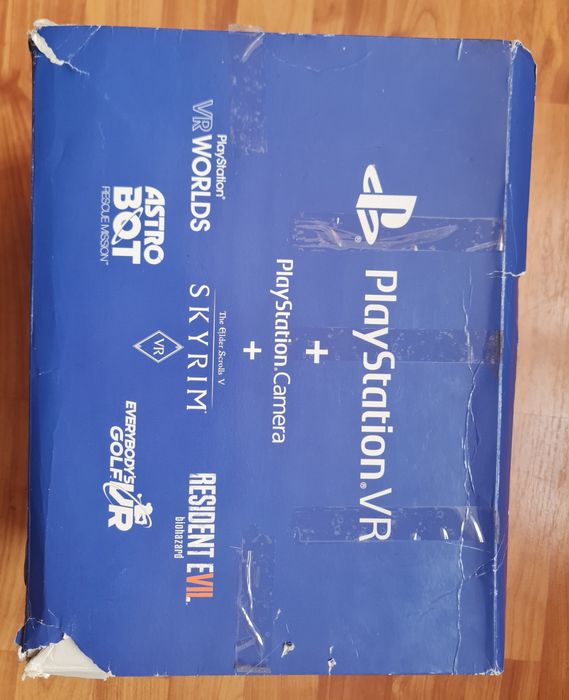 PlayStation®VR
+
PlayStation®Camera
+
PlayStation®
VR WORLDS
The Elder Scrolls V
SKYRIM
VR
RESIDENT EVIL
biohazard
ASTRO
BOT
RESCUE MISSION™
EVERYBODY'S
GOLF VR